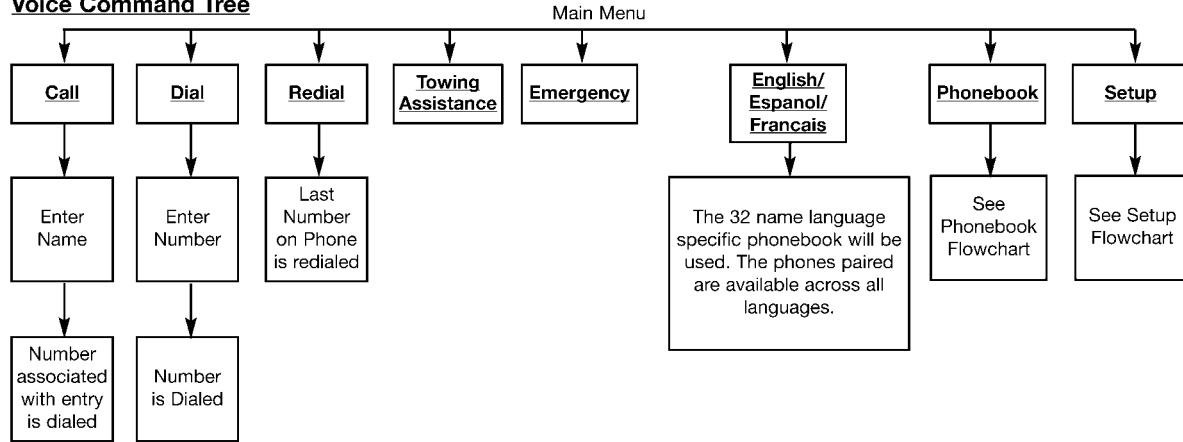 Voice Command Tree
Main Menu
Call
Dial
Redial
Towing
Assistance
Emergency
English/
Espanol/
Francais
Phonebook
Setup
Enter
Name
Enter
Number
Last
Number
on Phone
is redialed
The 32 name language
specific phonebook will be
used. The phones paired
are available across all
languages.
See
Phonebook
Flowchart
See Setup
Flowchart
Number
associated
with entry
is dialed
Number
is Dialed